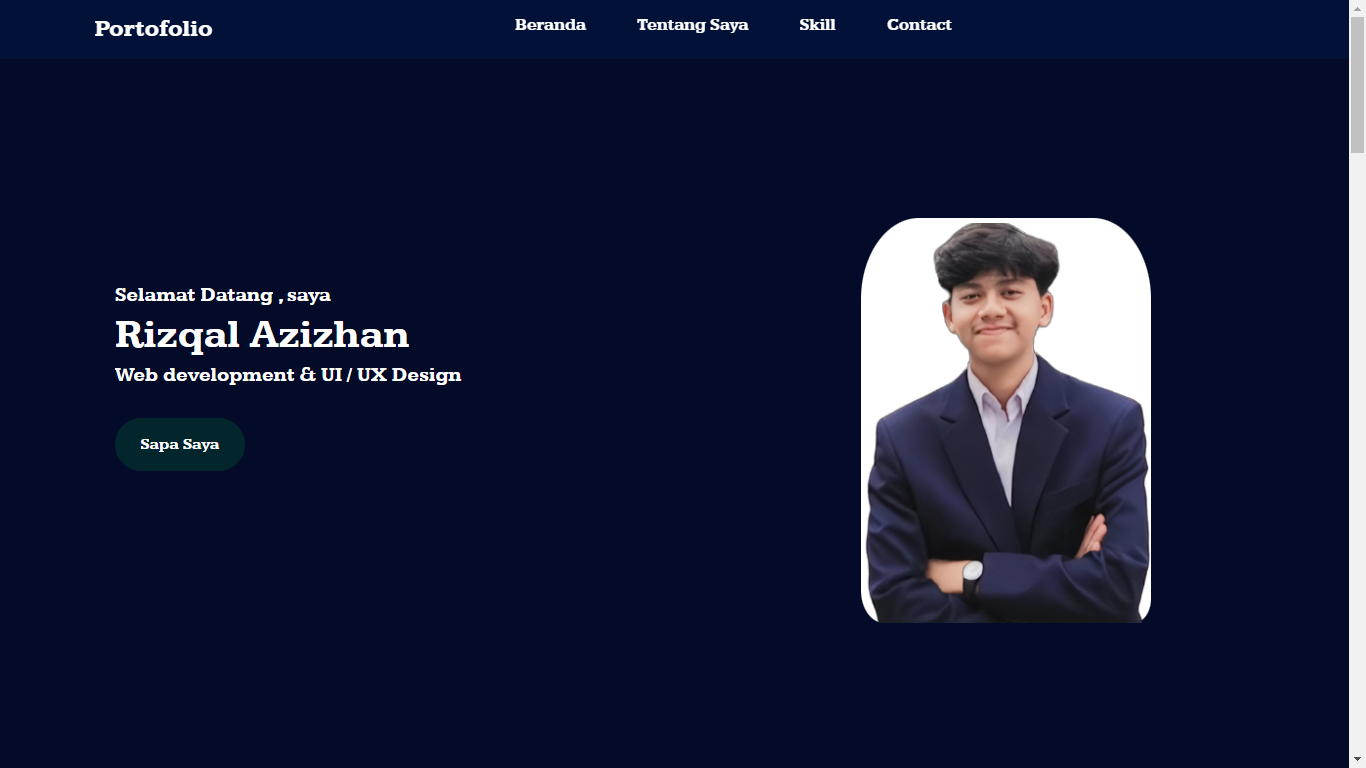 Portofolio
Beranda Tentang Saya Skill Contact
Selamat Datang , saya
Rizqal Azizhan
Web development & UI / UX Design
Sapa Saya